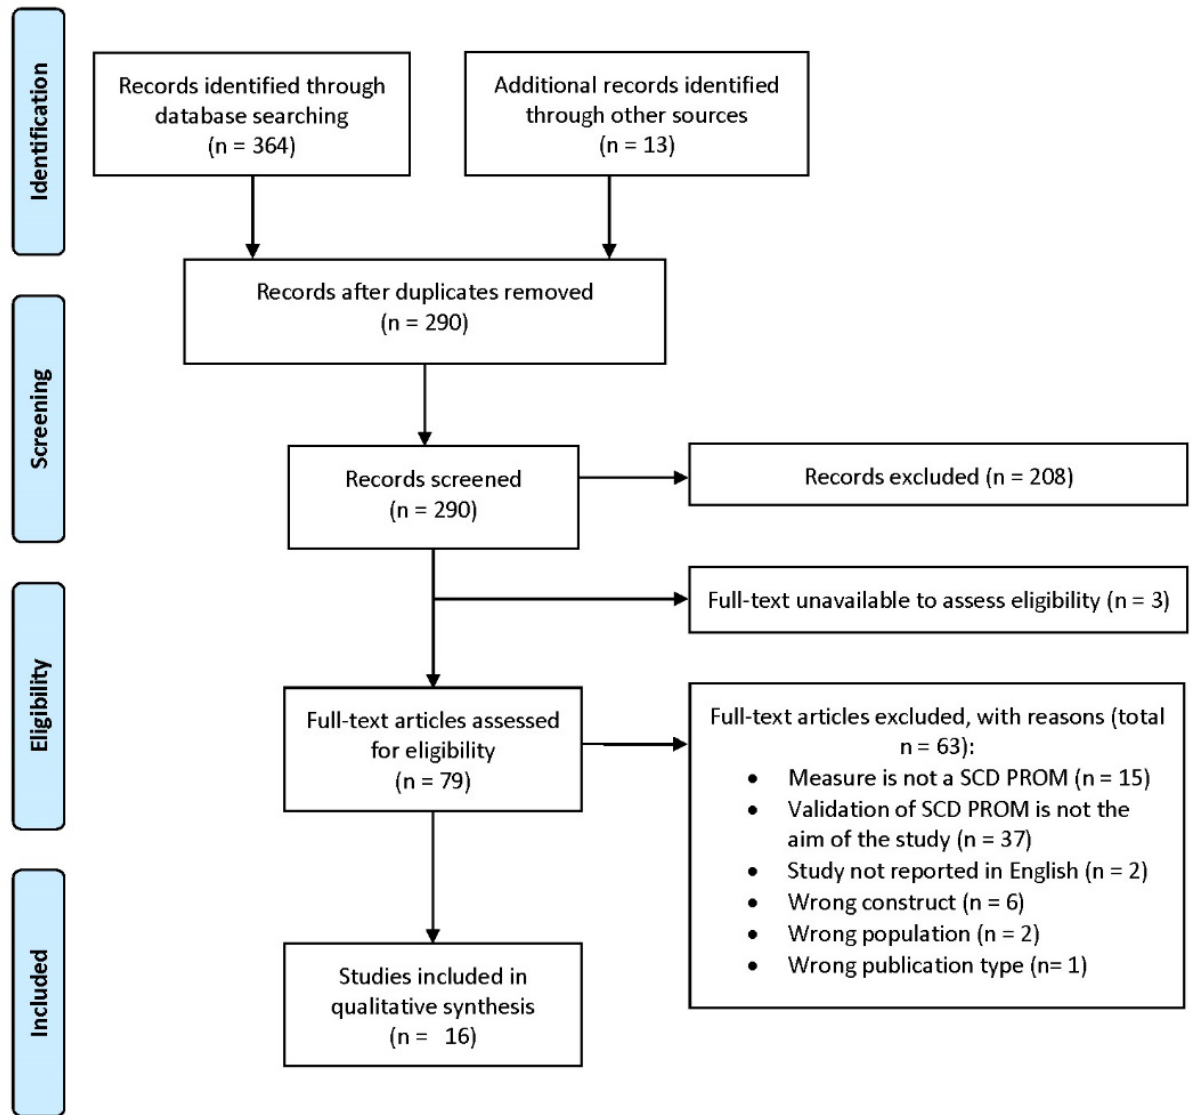 Identification
Records identified through
database searching
(n = 364)
Additional records identified
through other sources
(n = 13)
Records after duplicates removed
(n = 290)
Screening
Records screened
(n = 290)
Records excluded (n = 208)
Full-text unavailable to assess eligibility (n = 3)
Eligibility
Full-text articles assessed
for eligibility
(n = 79)
Full-text articles excluded, with reasons (total
n = 63):
• Measure is not a SCD PROM (n = 15)
• Validation of SCD PROM is not the
aim of the study (n = 37)
• Study not reported in English (n = 2)
• Wrong construct (n = 6)
• Wrong population (n = 2)
• Wrong publication type (n= 1)
Included
Studies included in
qualitative synthesis
(n = 16)